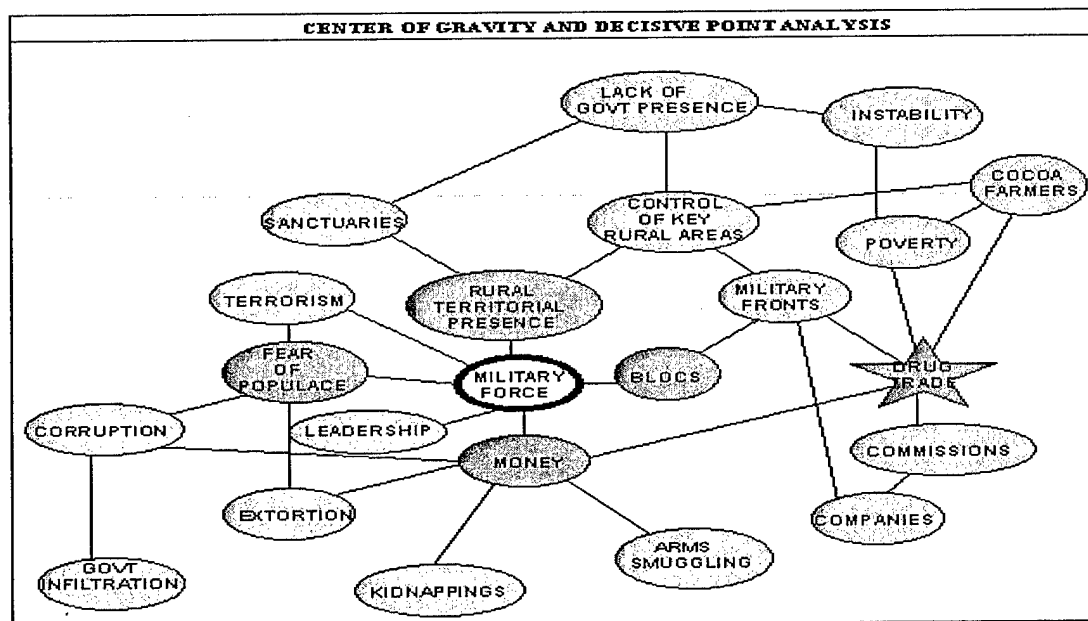 CENTER OF GRAVITY AND DECISIVE POINT ANALYSIS
LACK OF
GOVT PRESENCE
INSTABILITY
COCOA
FARMERS
SANCTUARIES
CONTROL
OF KEY
RURAL AREAS
POVERTY
TERRORISM
RURAL
TERRITORIAL
PRESENCE
MILITARY
FRONTS
FEAR
OF
POPULACE
MILITARY
FORCE
BLOCS
DRUG
TRADE
CORRUPTION
LEADERSHIP
MONEY
COMMISSIONS
EXTORTION
COMPANIES
GOVT
INFILTRATION
KIDNAPPINGS
ARMS
SMUGGLING